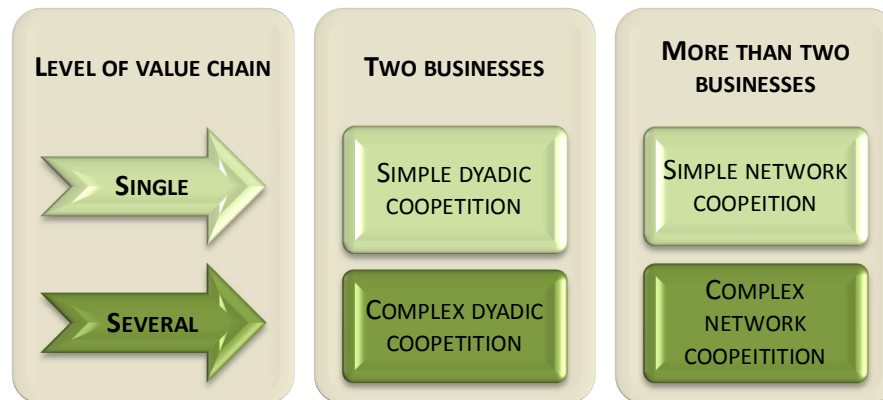 LEVEL OF VALUE CHAIN
TWO BUSINESSES
MORE THAN TWO
BUSINESSES
SINGLE
SIMPLE DYADIC
COOPETITION
SIMPLE NETWORK
COOPEITION
SEVERAL
COMPLEX DYADIC
COOPETITION
COMPLEX
NETWORK
COOPEITITION